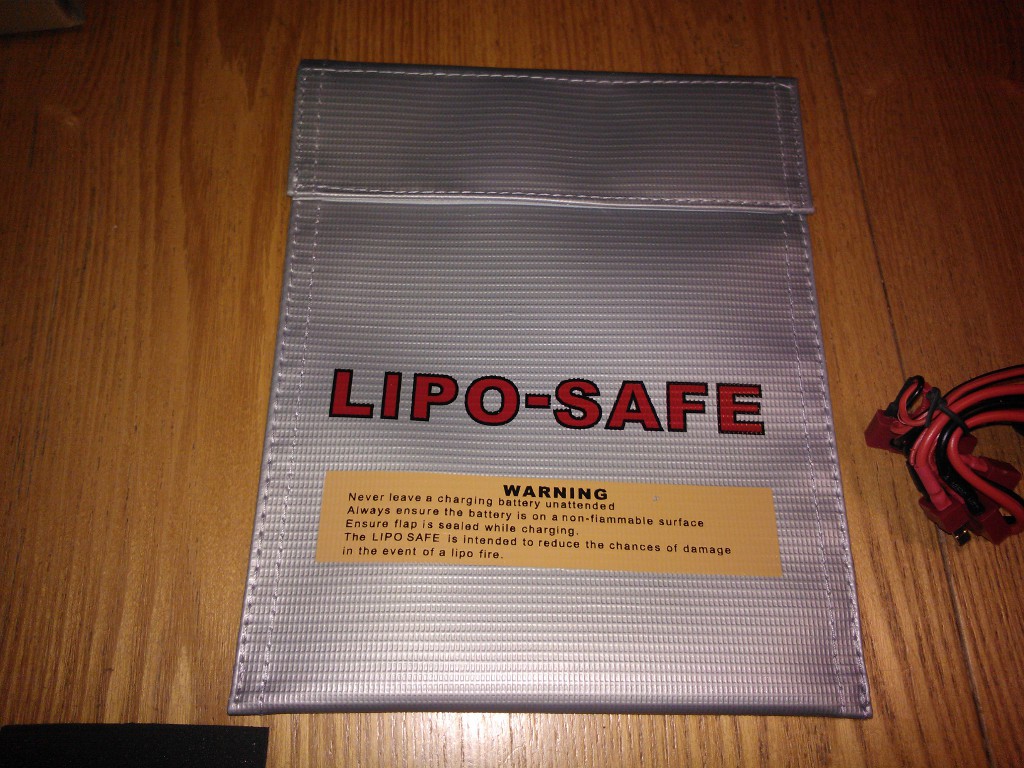 LIPO-SAFE
WARNING
Never leave a charging battery unattended
Always ensure the battery is on a non-flammable surface
Ensure flap is sealed while charging.
The LIPO SAFE is intended to reduce the chances of damage
in the event of a lipo fire.